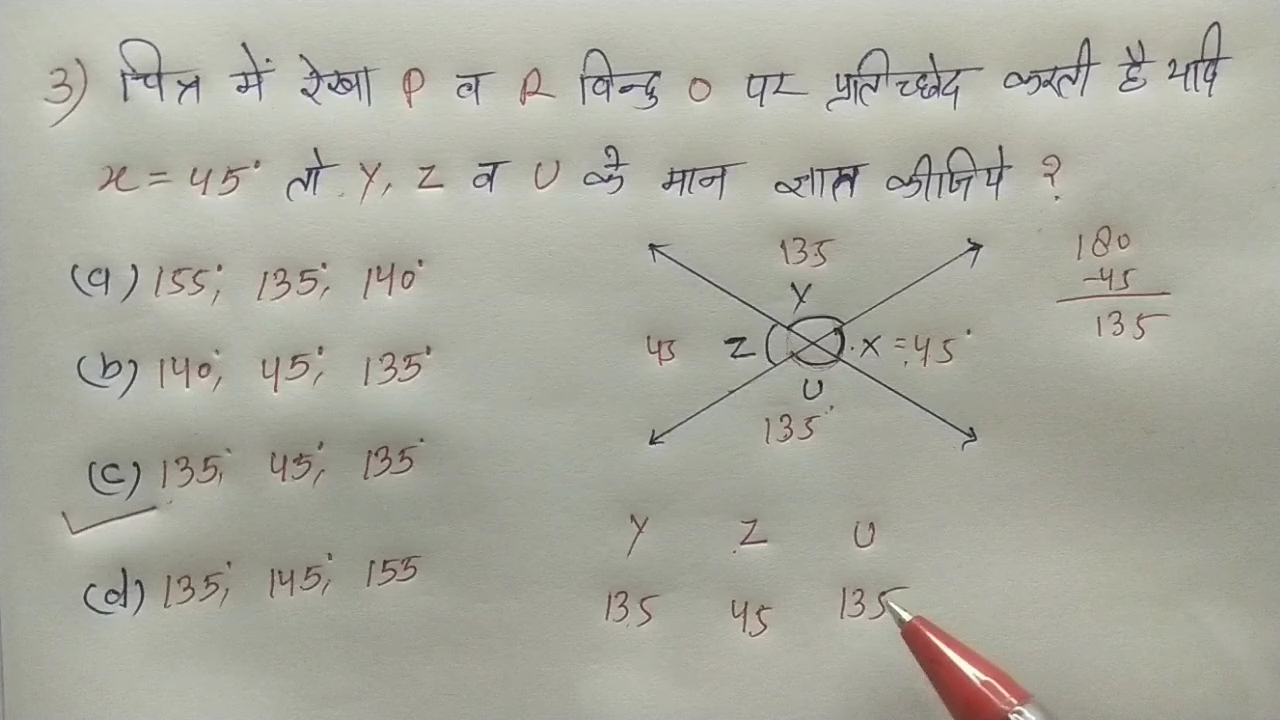 3) चित्र में रेखा P व R विन्दु O पर प्रतिच्छेद करती है यदि
x = 45° तो Y, Z व U के मान ज्ञात कीजिये ?
(a) 155°, 135°, 140°
(b) 140°, 45°, 135°
(c) 135°, 45°, 135°
(d) 135°, 145°, 155
135
Y
45 Z X = 45°
U
135°
180
-45
135
Y Z U
135 45 135